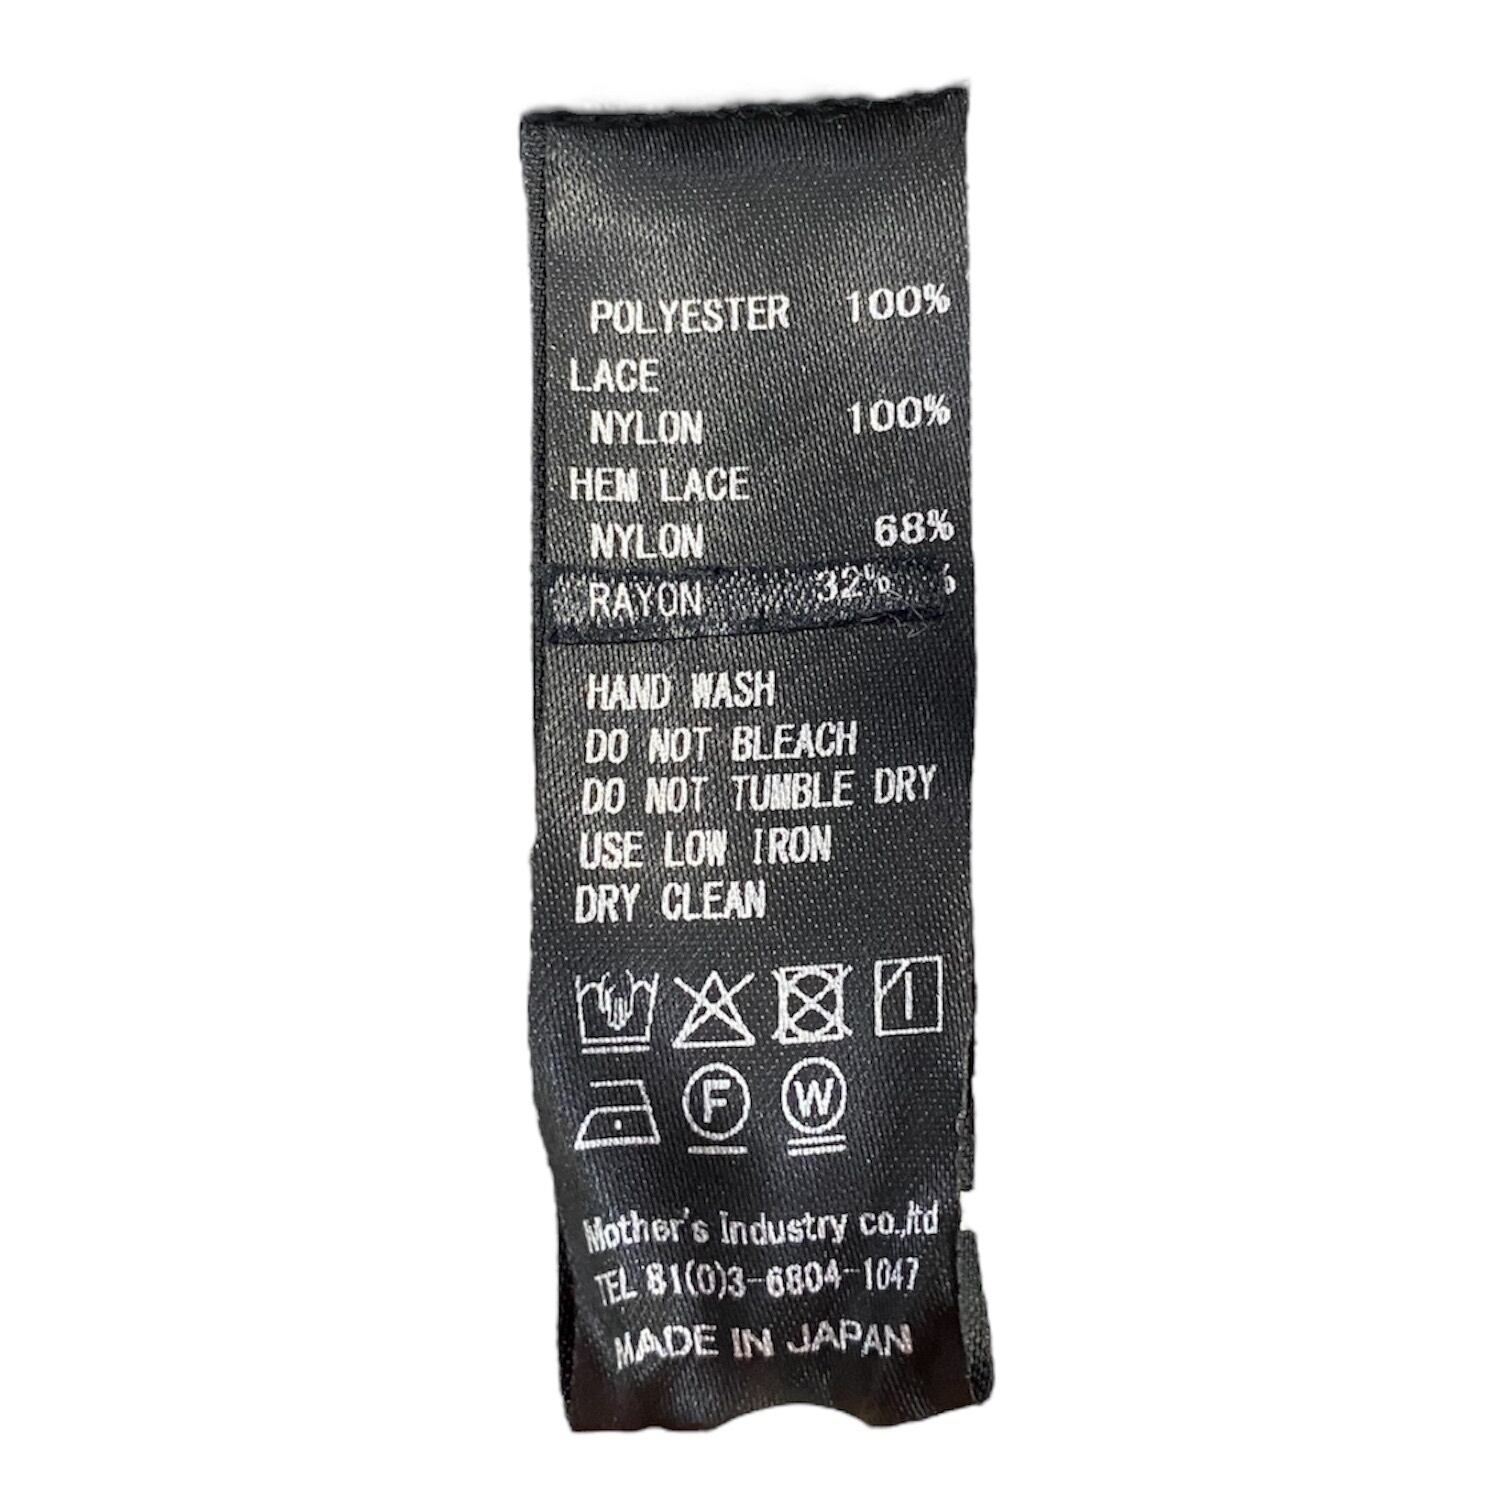 POLYESTER 100%
LACE
NYLON 100%
HEM LACE
NYLON 68%
RAYON 32% %
HAND WASH
DO NOT BLEACH
DO NOT TUMBLE DRY
USE LOW IRON
DRY CLEAN
F W
Mother's Industry co.,ltd
TEL 81(0)3-6804-1047
MADE IN JAPAN